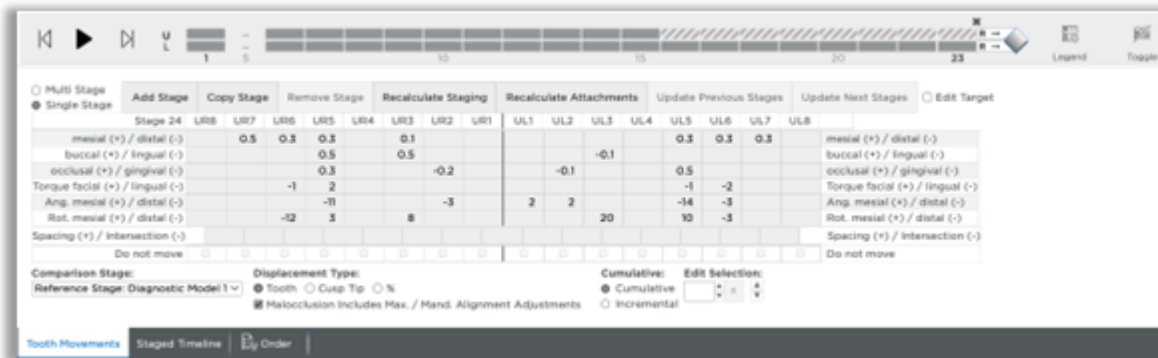 U
L
1 5 10 15 20 23
R
R
Legend Toggle
Multi Stage
Single Stage
Add Stage Copy Stage Remove Stage Recalculate Staging Recalculate Attachments Update Previous Stages Update Next Stages Edit Target
Stage 24 UR8 UR7 UR6 UR5 UR4 UR3 UR2 UR1 UL1 UL2 UL3 UL4 UL5 UL6 UL7 UL8
mesial (+) / distal (-) 0.5 0.3 0.3 0.1 0.3 0.3 0.3 mesial (+) / distal (-)
buccal (+) / lingual (-) 0.5 0.5 -0.1 buccal (+) / lingual (-)
occlusal (+) / gingival (-) 0.3 -0.2 -0.1 0.5 occlusal (+) / gingival (-)
Torque facial (+) / lingual (-) -1 2 -1 -2 Torque facial (+) / lingual (-)
Ang. mesial (+) / distal (-) -11 -3 2 2 -14 -3 Ang. mesial (+) / distal (-)
Rot. mesial (+) / distal (-) -12 3 8 20 10 -3 Rot. mesial (+) / distal (-)
Spacing (+) / Intersection (-) Spacing (+) / Intersection (-)
Do not move Do not move
Comparison Stage: Displacement Type: Cumulative: Edit Selection:
Reference Stage: Diagnostic Model 1 Tooth Cusp Tip % Cumulative =
Malocclusion Includes Max. / Mand. Alignment Adjustments Incremental
Tooth Movements Staged Timeline Order